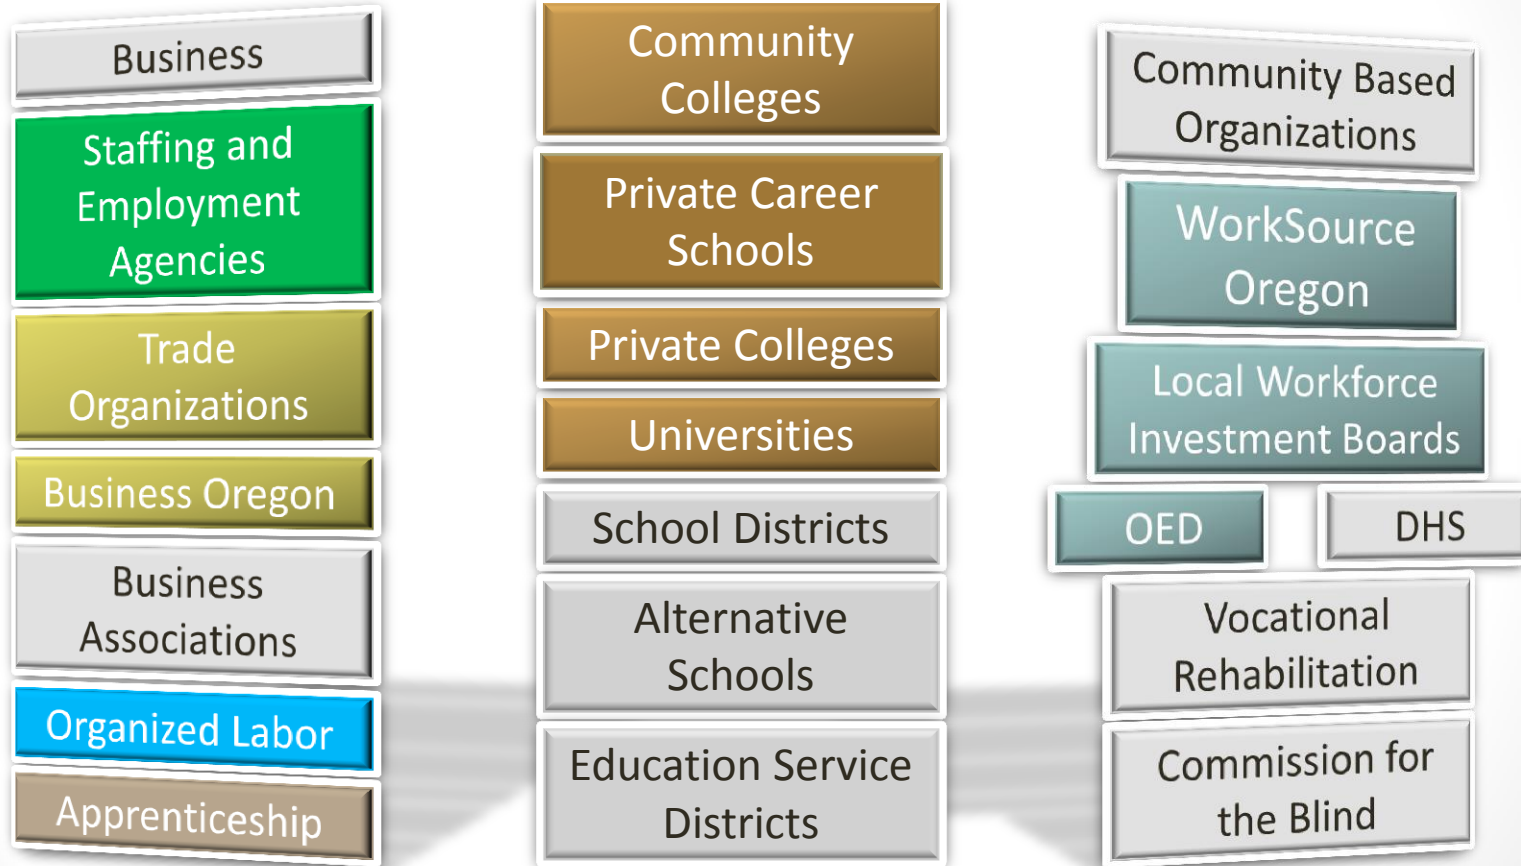 Business
Staffing and
Employment
Agencies
Trade
Organizations
Business Oregon
Business
Associations
Organized Labor
Apprenticeship
Community
Colleges
Private Career
Schools
Private Colleges
Universities
School Districts
Alternative
Schools
Education Service
Districts
Community Based
Organizations
WorkSource
Oregon
Local Workforce
Investment Boards
OED
DHS
Vocational
Rehabilitation
Commission for
the Blind